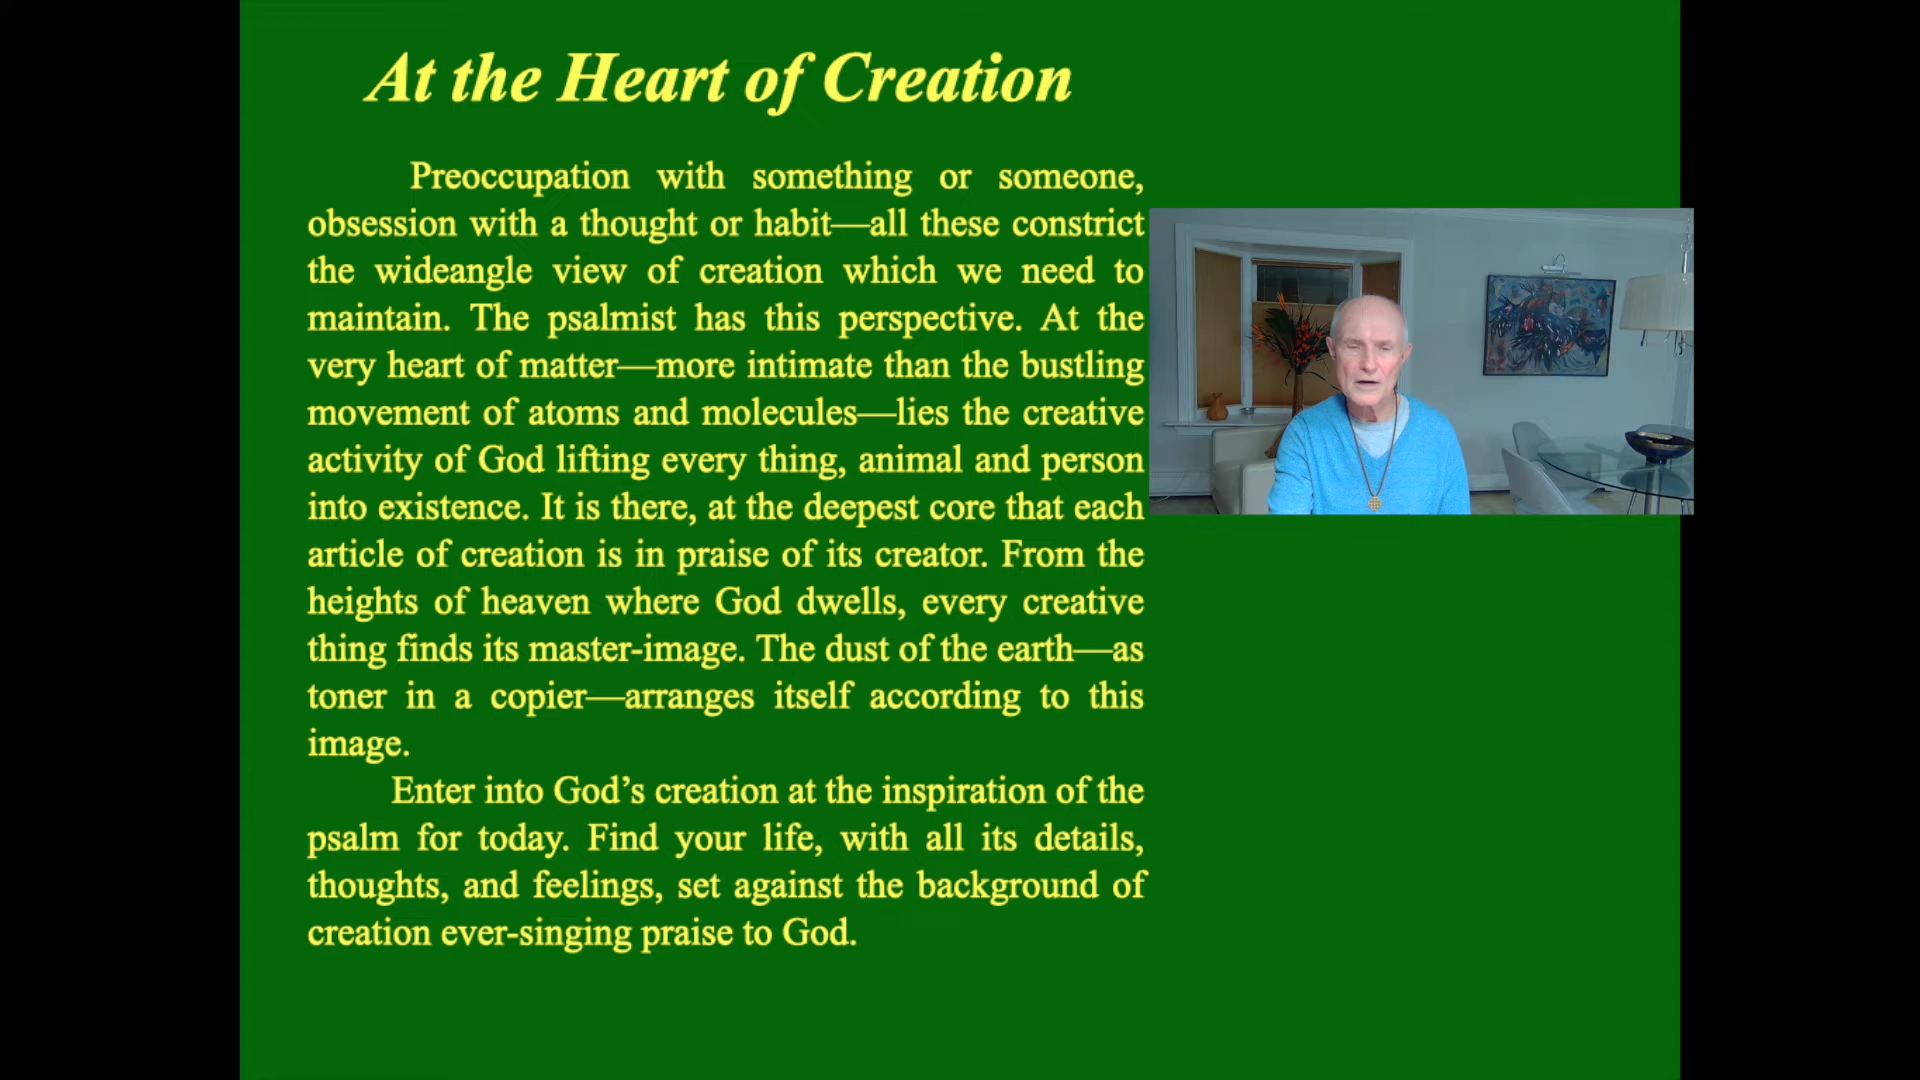 At the Heart of Creation
Preoccupation with something or someone,
obsession with a thought or habit—all these constrict
the wideangle view of creation which we need to
maintain. The psalmist has this perspective. At the
very heart of matter—more intimate than the bustling
movement of atoms and molecules—lies the creative
activity of God lifting every thing, animal and person
into existence. It is there, at the deepest core that each
article of creation is in praise of its creator. From the
heights of heaven where God dwells, every creative
thing finds its master-image. The dust of the earth—as
toner in a copier—arranges itself according to this
image.
Enter into God’s creation at the inspiration of the
psalm for today. Find your life, with all its details,
thoughts, and feelings, set against the background of
creation ever-singing praise to God.